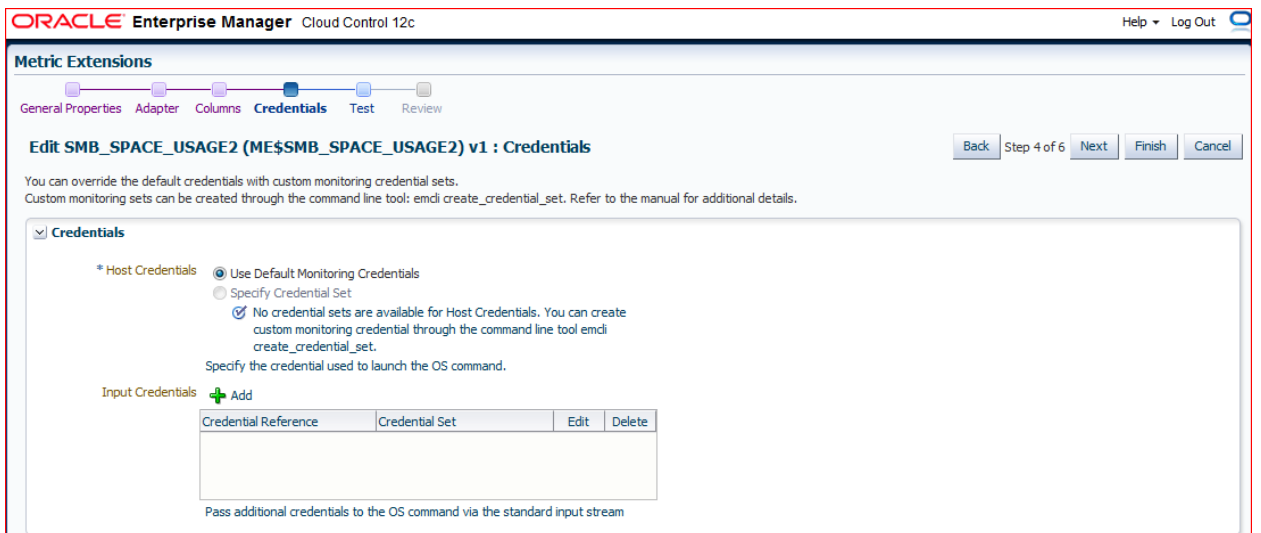 ORACLE Enterprise Manager Cloud Control 12c
Help Log Out
Metric Extensions
General Properties Adapter Columns Credentials Test Review
Edit SMB_SPACE_USAGE2 (ME$SMB_SPACE_USAGE2) v1 : Credentials
Back Step 4 of 6 Next Finish Cancel
You can override the default credentials with custom monitoring credential sets.
Custom monitoring sets can be created through the command line tool: emcli create_credential_set. Refer to the manual for additional details.
Credentials
* Host Credentials Use Default Monitoring Credentials
Specify Credential Set
No credential sets are available for Host Credentials. You can create
custom monitoring credential through the command line tool emcli
create_credential_set.
Specify the credential used to launch the OS command.
Input Credentials Add
Credential Reference Credential Set Edit Delete
Pass additional credentials to the OS command via the standard input stream